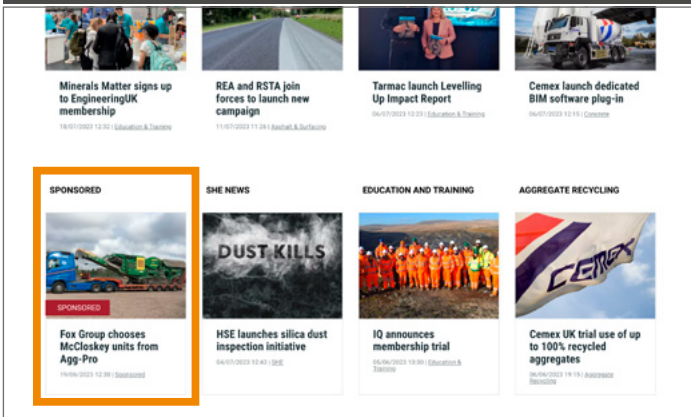 Minerals Matter signs up
to EngineeringUK
membership
18/07/2023 12:32 | Education & Training
REA and RSTA join
forces to launch new
campaign
11/07/2023 11:26 | Asphalt & Surfacing
Tarmac launch Levelling
Up Impact Report
06/07/2023 12:23 | Education & Training
Cemex launch dedicated
BIM software plug-in
06/07/2023 12:15 | Concrete
SPONSORED
SPONSORED
Fox Group chooses
McCloskey units from
Agg-Pro
19/06/2023 12:38 | Sponsored
SHE NEWS
DUST KILLS
HSE launches silica dust
inspection initiative
04/07/2023 12:43 | SHE
EDUCATION AND TRAINING
IQ announces
membership trial
05/06/2023 10:30 | Education &
Training
AGGREGATE RECYCLING
CEMEX
Cemex UK trial use of up
to 100% recycled
aggregates
06/06/2023 19:19 | Aggregate
Recycling